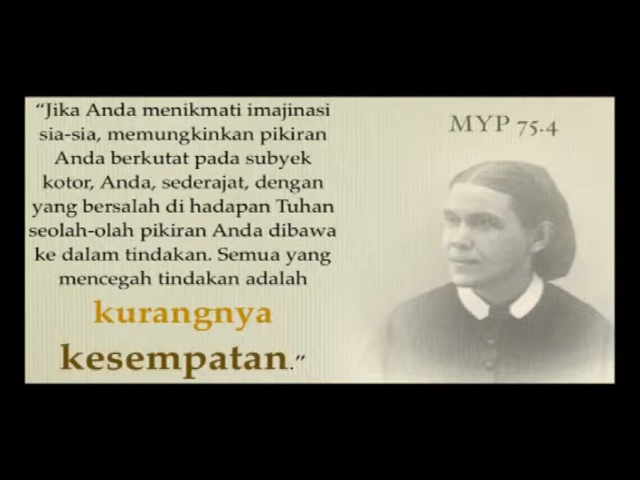 “Jika Anda menikmati imajinasi
sia-sia, memungkinkan pikiran
Anda berkutat pada subyek
kotor, Anda, sederajat, dengan
yang bersalah di hadapan Tuhan
seolah-olah pikiran Anda dibawa
ke dalam tindakan. Semua yang
mencegah tindakan adalah
kurangnya
kesempatan.”
MYP 75.4